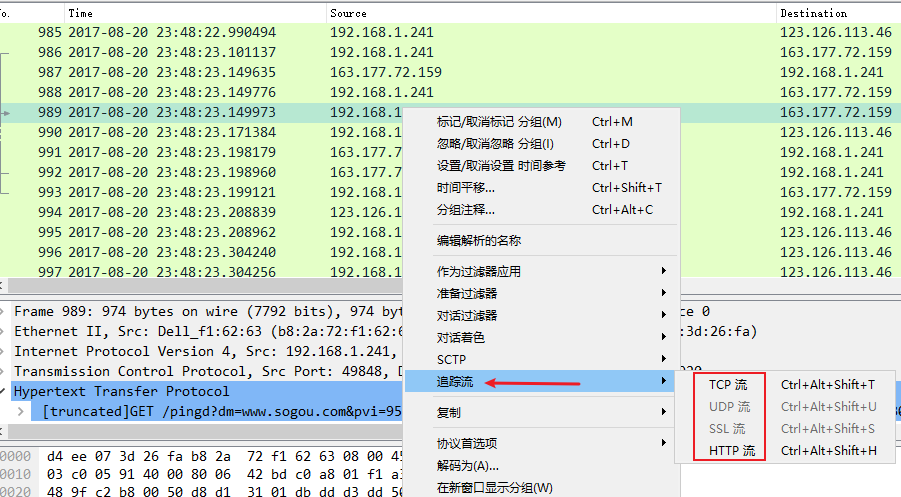 No. Time Source Destination
985 2017-08-20 23:48:22.990494 192.168.1.241 123.126.113.46
986 2017-08-20 23:48:23.101137 192.168.1.241 163.177.72.159
987 2017-08-20 23:48:23.149635 163.177.72.159 192.168.1.241
988 2017-08-20 23:48:23.149776 192.168.1.241 163.177.72.159
989 2017-08-20 23:48:23.149973 192.168.1 163.177.72.159
990 2017-08-20 23:48:23.171384 192.168.1 123.126.113.46
991 2017-08-20 23:48:23.198179 163.177.7 192.168.1.241
992 2017-08-20 23:48:23.198960 163.177.7 192.168.1.241
993 2017-08-20 23:48:23.199121 192.168.1 163.177.72.159
994 2017-08-20 23:48:23.208839 123.126.1 192.168.1.241
995 2017-08-20 23:48:23.208962 192.168.1 123.126.113.46
996 2017-08-20 23:48:23.304240 192.168.1 123.126.113.46
997 2017-08-20 23:48:23.304256 192.168.1 123.126.113.46
标记/取消标记 分组(M) Ctrl+M
忽略/取消忽略 分组(I) Ctrl+D
设置/取消设置 时间参考 Ctrl+T
时间平移... Ctrl+Shift+T
分组注释... Ctrl+Alt+C
编辑解析的名称
作为过滤器应用
准备过滤器
对话过滤器
对话着色
SCTP
追踪流
复制
协议首选项
解码为(A)...
在新窗口显示分组(W)
TCP 流 Ctrl+Alt+Shift+T
UDP 流 Ctrl+Alt+Shift+U
SSL 流 Ctrl+Alt+Shift+S
HTTP 流 Ctrl+Alt+Shift+H
Frame 989: 974 bytes on wire (7792 bits), 974 byt ce 0
Ethernet II, Src: Dell_f1:62:63 (b8:2a:72:f1:62:6 :3d:26:fa)
Internet Protocol Version 4, Src: 192.168.1.241,
Transmission Control Protocol, Src Port: 49848, D
Hypertext Transfer Protocol
[truncated]GET /pingd?dm=www.sogou.com&pvi=95
0000 d4 ee 07 3d 26 fa b8 2a 72 f1 62 63 08 00 45
0010 03 c0 05 91 40 00 80 06 42 bd c0 a8 01 f1 a3
0020 48 9f c2 b8 00 50 d8 d1 31 01 db dd d3 dd 50